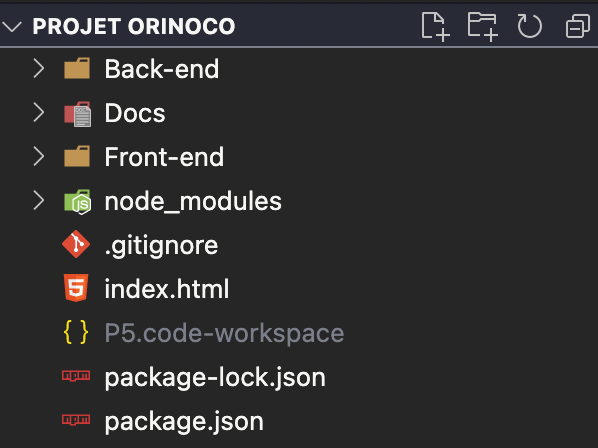 PROJET ORINOCO
Back-end
Docs
Front-end
node_modules
.gitignore
index.html
P5.code-workspace
package-lock.json
package.json